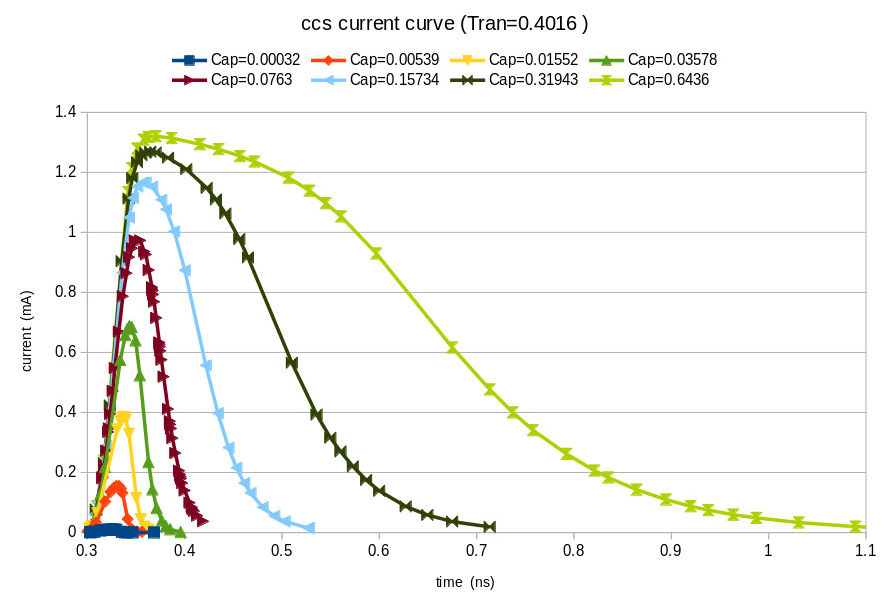 ccs current curve (Tran=0.4016 )
Cap=0.00032 Cap=0.00539 Cap=0.01552 Cap=0.03578
Cap=0.0763 Cap=0.15734 Cap=0.31943 Cap=0.6436
1.4
1.2
1
0.8
0.6
0.4
0.2
0
current (mA)
0.3 0.4 0.5 0.6 0.7 0.8 0.9 1 1.1
time (ns)